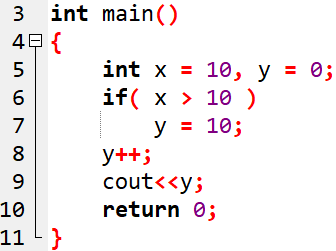 3 int main()
4 {
5 int x = 10, y = 0;
6 if( x > 10 )
7 y = 10;
8 y++;
9 cout<<y;
10 return 0;
11 }